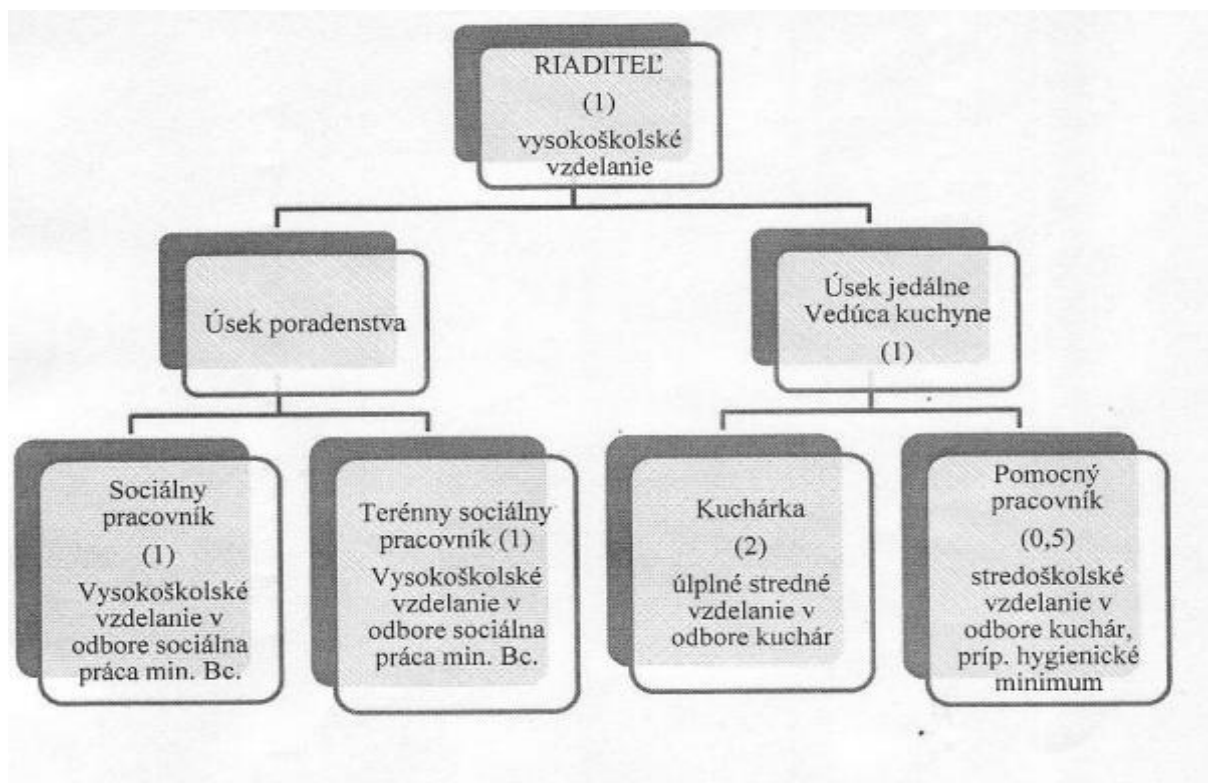 RIADITEĽ
(1)
vysokoškolské
vzdelanie
Úsek poradenstva
Úsek jedálne
Vedúca kuchyne
(1)
Sociálny
pracovník
(1)
Vysokoškolské
vzdelanie v
odbore sociálna
práca min. Bc.
Terénny sociálny
pracovník (1)
Vysokoškolské
vzdelanie v
odbore sociálna
práca min. Bc.
Kuchárka
(2)
úlplné stredné
vzdelanie v
odbore kuchár
Pomocný
pracovník
(0,5)
stredoškolské
vzdelanie v
odbore kuchár,
príp. hygienické
minimum